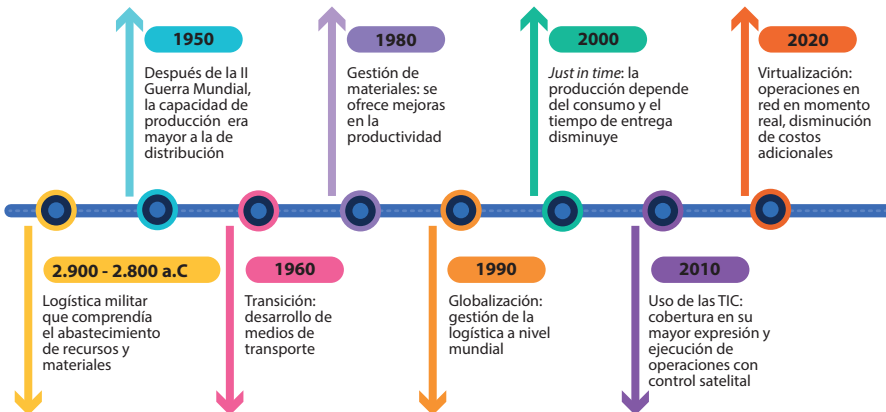 1950
Después de la II
Guerra Mundial,
la capacidad de
producción era
mayor a la de
distribución
1980
Gestión de
materiales: se
ofrece mejoras
en la
productividad
2000
Just in time: la
producción depende
del consumo y el
tiempo de entrega
disminuye
2020
Virtualización:
operaciones en
red en momento
real, disminución
de costos
adicionales
2.900 - 2.800 a.C
Logística militar
que comprendía
el abastecimiento
de recursos y
materiales
1960
Transición:
desarrollo de
medios de
transporte
1990
Globalización:
gestión de la
logística a nivel
mundial
2010
Uso de las TIC:
cobertura en su
mayor expresión y
ejecución de
operaciones con
control satelital